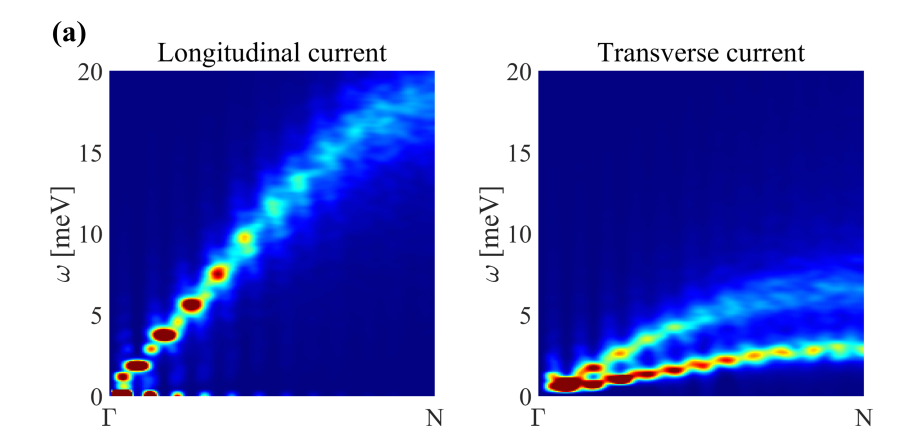 (a)
Longitudinal current
Transverse current
20
15
10
5
0
ω [meV]
Γ
N
20
15
10
5
0
ω [meV]
Γ
N